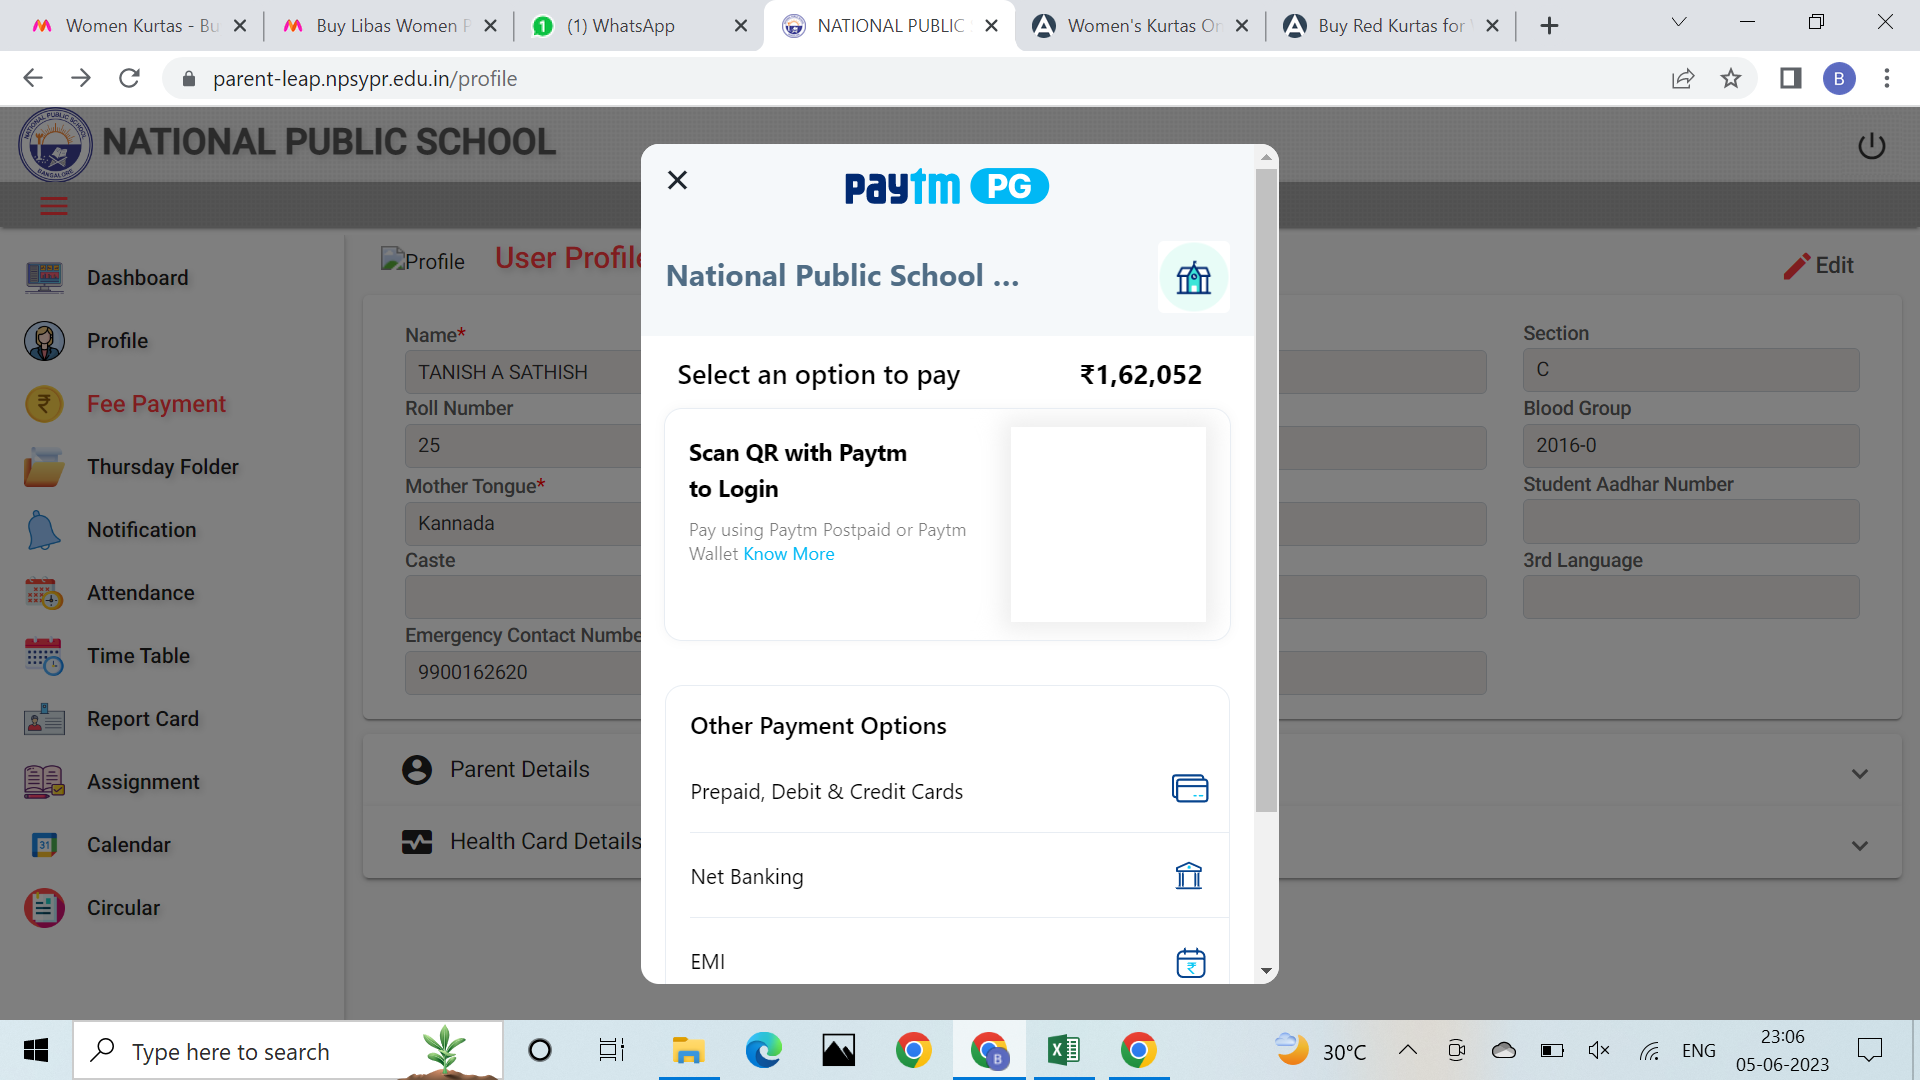 Women Kurtas - Bu
Buy Libas Women P
(1) WhatsApp
NATIONAL PUBLIC
Women's Kurtas On
Buy Red Kurtas for
parent-leap.npsypr.edu.in/profile
B
NATIONAL PUBLIC SCHOOL
Dashboard
Profile
Fee Payment
Thursday Folder
Notification
Attendance
Time Table
Report Card
Assignment
Calendar
Circular
Profile
User Profile
Edit
Name*
TANISH A SATHISH
Roll Number
25
Mother Tongue*
Kannada
Caste
Emergency Contact Numbe
9900162620
Section
C
Blood Group
2016-0
Student Aadhar Number
3rd Language
Parent Details
Health Card Details
paytm PG
National Public School ...
Select an option to pay
₹1,62,052
Scan QR with Paytm
to Login
Pay using Paytm Postpaid or Paytm
Wallet Know More
Other Payment Options
Prepaid, Debit & Credit Cards
Net Banking
EMI
Type here to search
30°C
ENG
23:06
05-06-2023